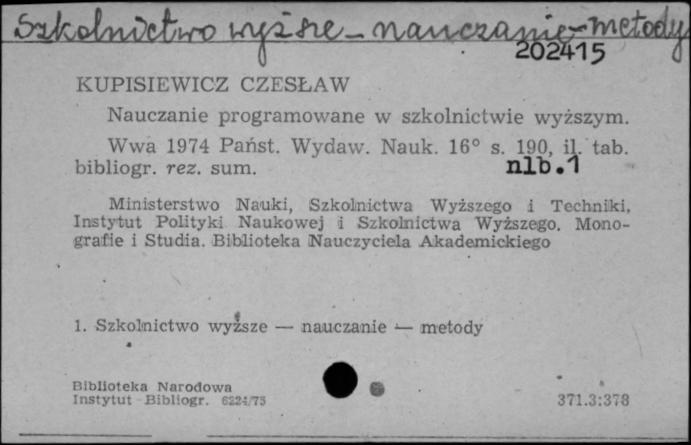 Szkolnictwo wyższe - nauczanie - metody
202415
KUPISIEWICZ CZESŁAW
Nauczanie programowane w szkolnictwie wyższym.
Wwa 1974 Państ. Wydaw. Nauk. 16° s. 190, il. tab.
bibliogr. rez. sum. nlb.1
Ministerstwo Nauki, Szkolnictwa Wyższego i Techniki,
Instytut Polityki Naukowej i Szkolnictwa Wyższego. Mono-
grafie i Studia. Biblioteka Nauczyciela Akademickiego
1. Szkolnictwo wyższe — nauczanie — metody
Biblioteka Narodowa
Instytut Bibliogr. 6224/75 371.3:378